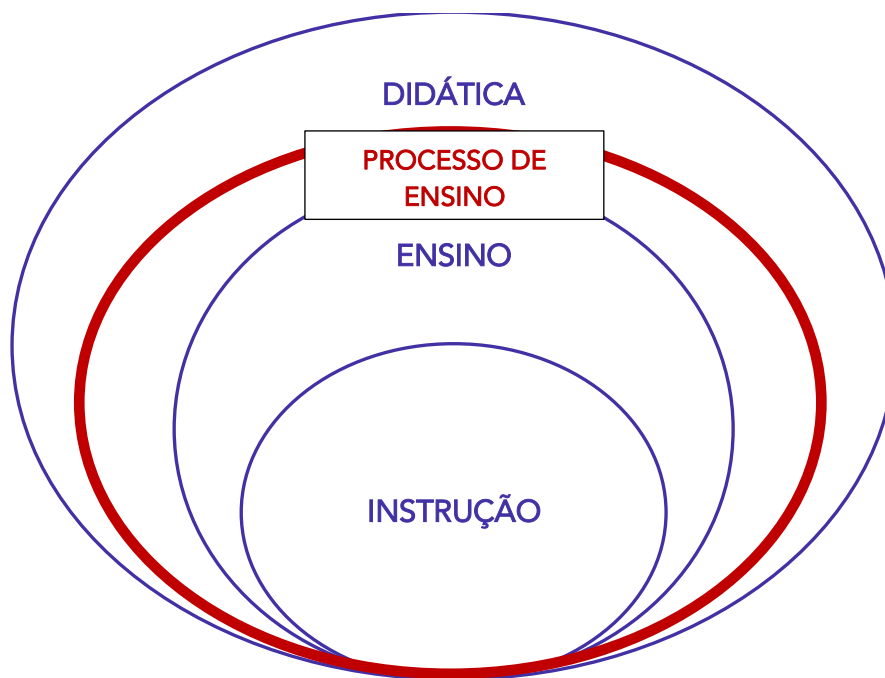 DIDÁTICA
PROCESSO DE
ENSINO
ENSINO
INSTRUÇÃO